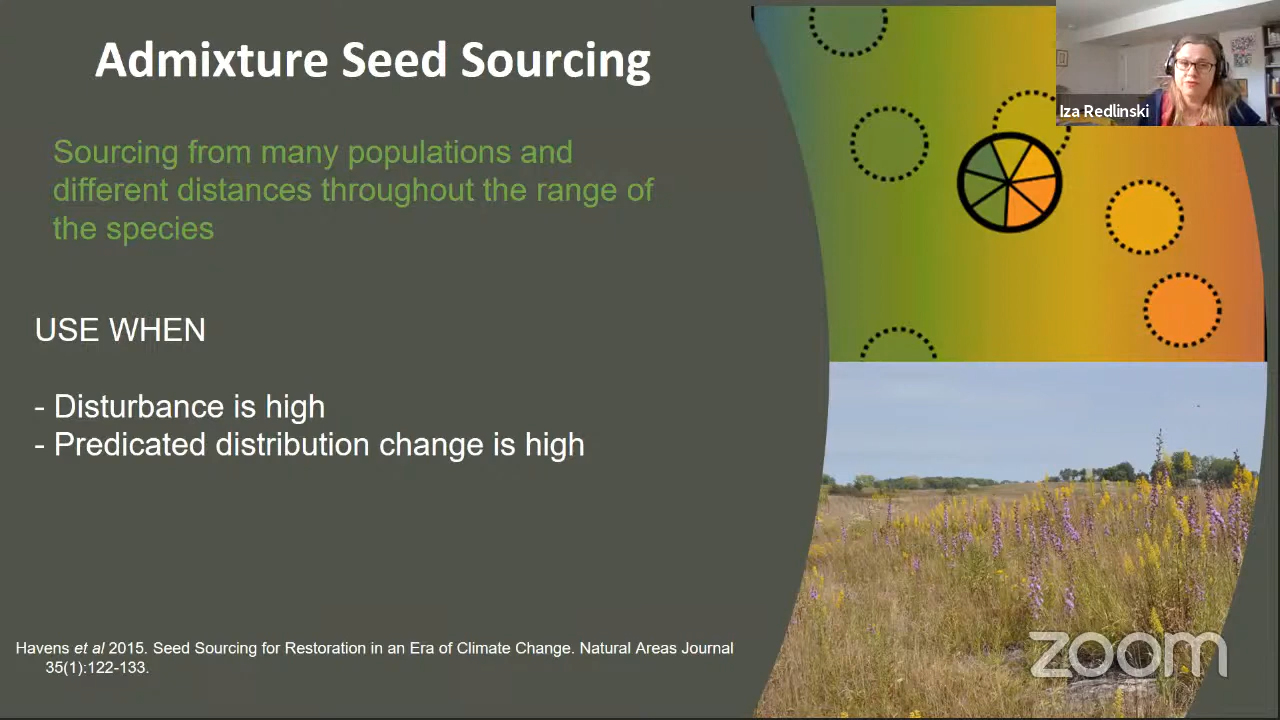 Admixture Seed Sourcing
Iza Redlinski
Sourcing from many populations and
different distances throughout the range of
the species
USE WHEN
- Disturbance is high
- Predicated distribution change is high
Havens et al 2015. Seed Sourcing for Restoration in an Era of Climate Change. Natural Areas Journal
35(1):122-133.
zoom